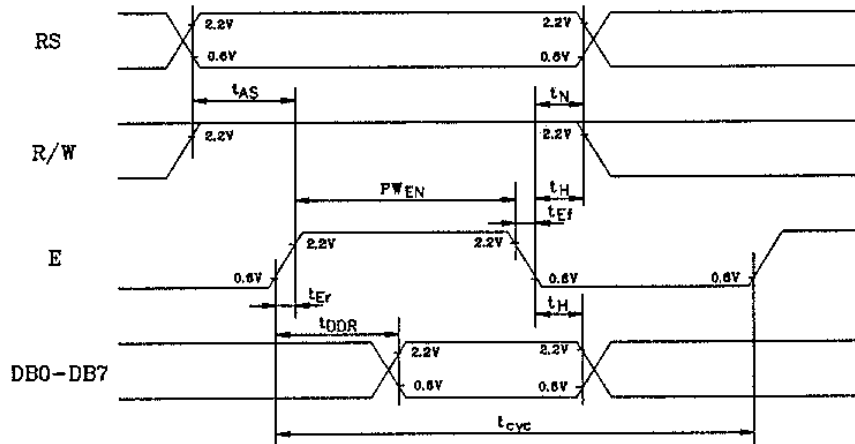 RS
2.2V
2.2V
0.6V
0.6V
tAS
tN
R/W
2.2V
2.2V
PWEN
tH
tEf
E
2.2V
2.2V
0.6V
0.6V
0.6V
tEr
tH
tDDR
DB0-DB7
2.2V
2.2V
0.6V
0.6V
tcyc